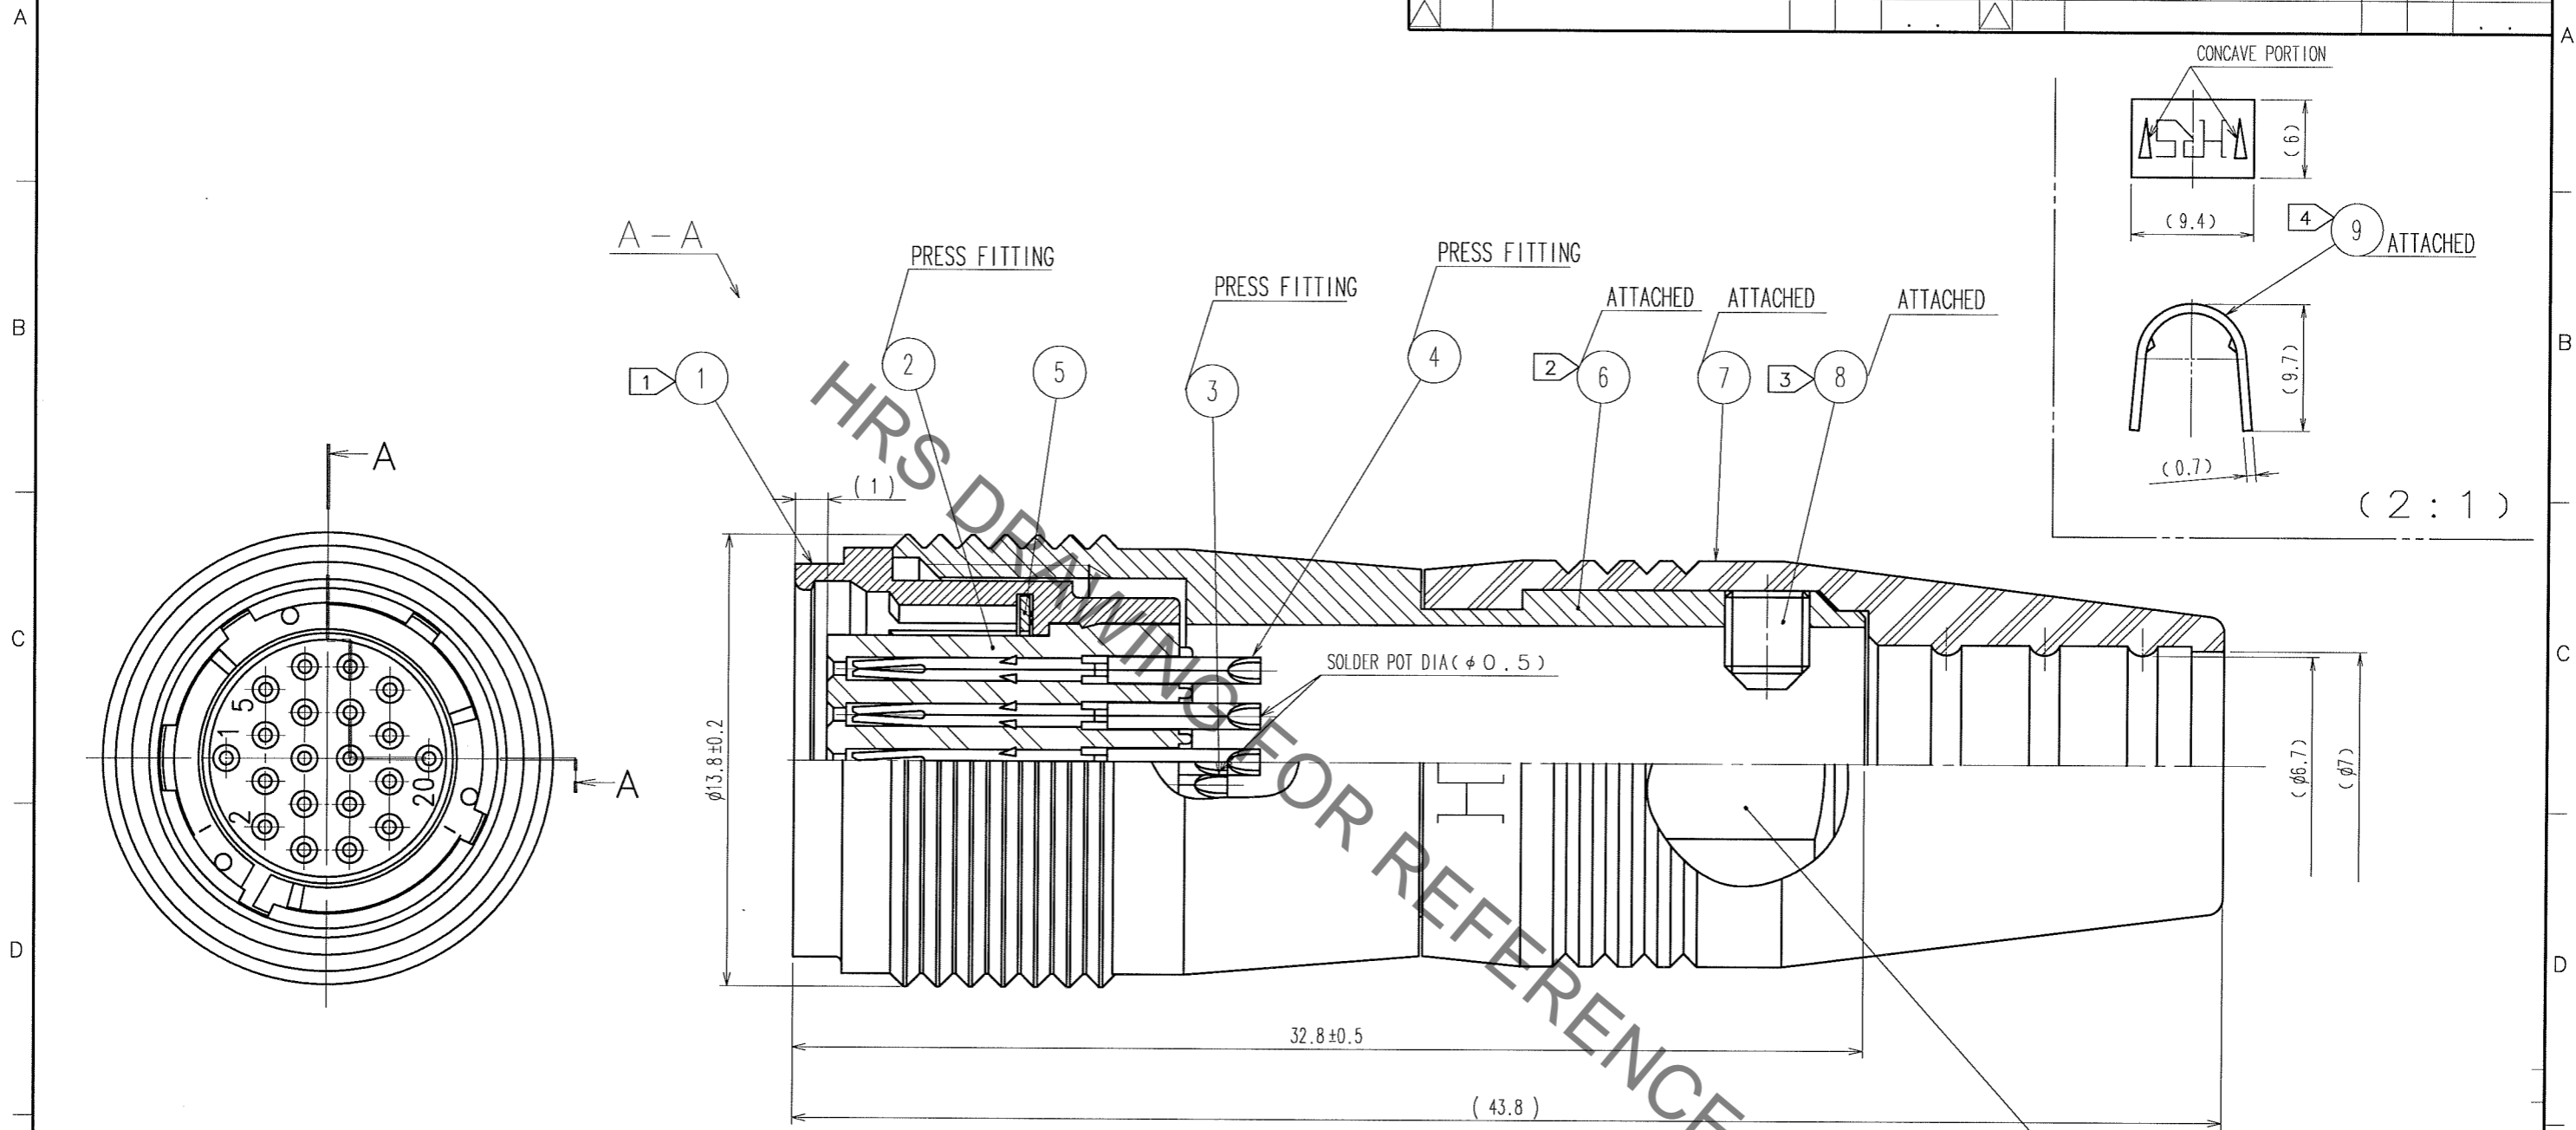 A
A
CONCAVE PORTION
HRS
(6)
(9.4)
4
9
ATTACHED
A-A
PRESS FITTING
PRESS FITTING
PRESS FITTING
ATTACHED
ATTACHED
ATTACHED
B
B
1
1
2
5
3
4
2
6
7
3
8
(9.7)
(0.7)
(2:1)
A
(1)
C
C
SOLDER POT DIA(φ0.5)
5
1
2
20
A
φ13.8±0.2
H
(φ6.7)
(φ7)
D
D
32.8±0.5
(43.8)
HRS DRAWING FOR REFERENCE